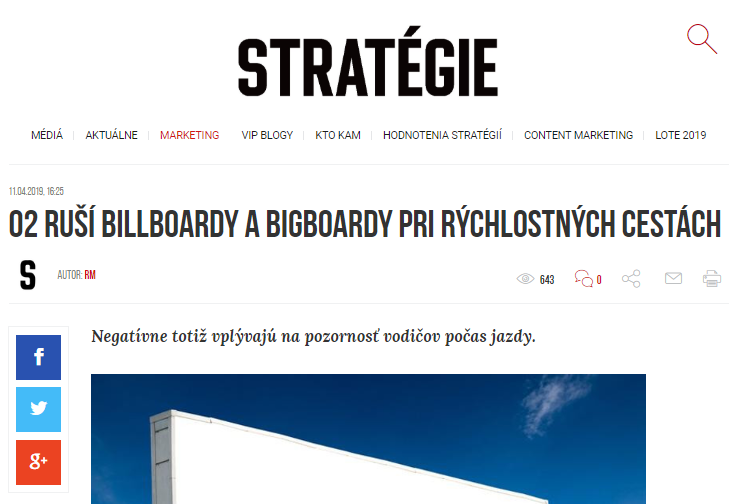 STRATÉGIE
MÉDIÁ AKTUÁLNE MARKETING VIP BLOGY KTO KAM HODNOTENIA STRATÉGIÍ CONTENT MARKETING LOTE 2019
11.04.2019, 16:25
O2 RUŠÍ BILLBOARDY A BIGBOARDY PRI RÝCHLOSTNÝCH CESTÁCH
S AUTOR: RM 643 0
Negatívne totiž vplývajú na pozornosť vodičov počas jazdy.
f
g+